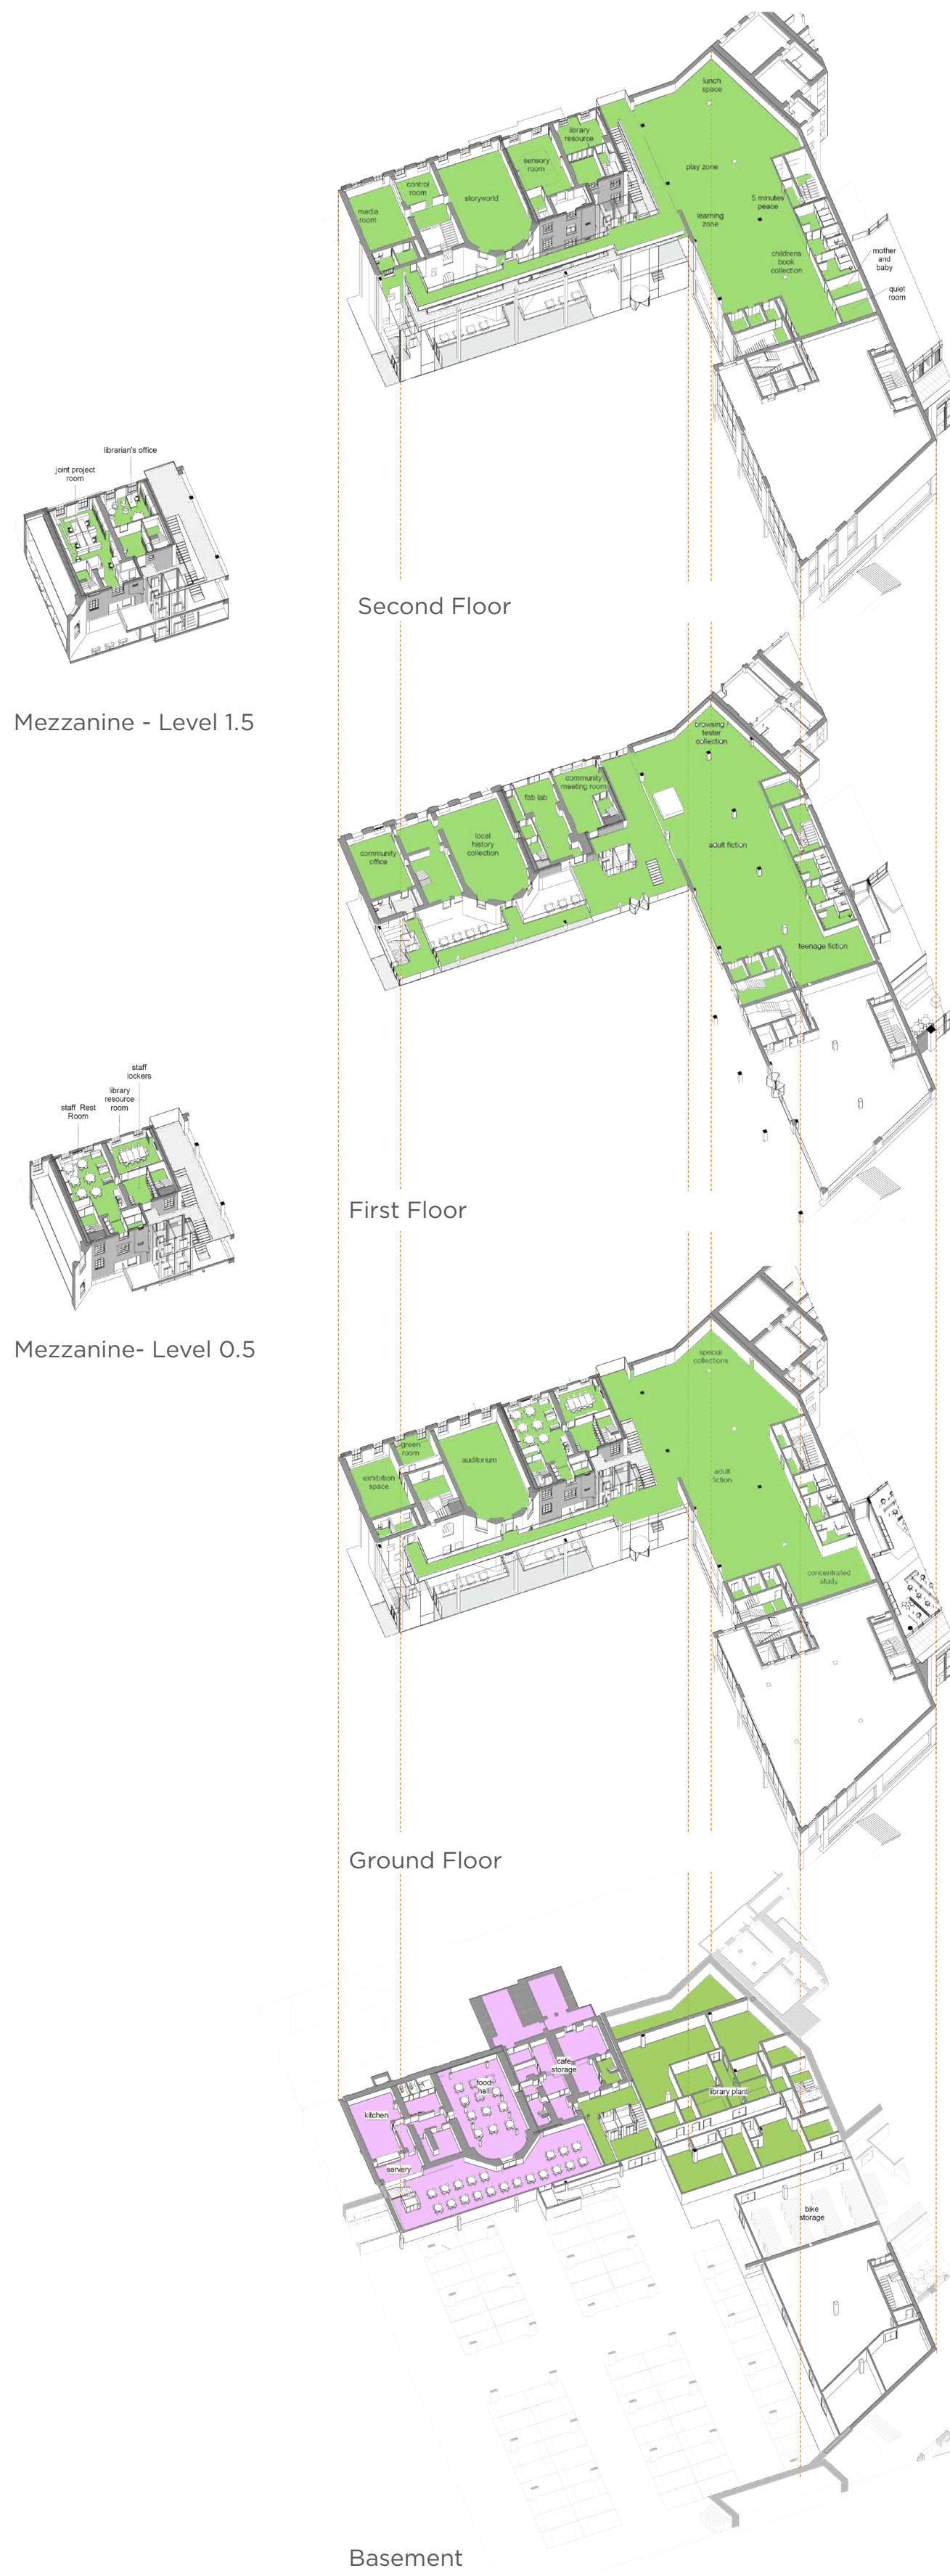 lunch
space
library
resource
sensory
room
play zone
control
room
storyworld
5 minutes
peace
media
room
learning
zone
childrens
book
collection
mother
and
baby
quiet
room
librarian's office
joint project
room
Second Floor
Mezzanine - Level 1.5
browsing /
tester
collection
community
meeting room
fab lab
local
history
collection
adult fiction
community
office
teenage fiction
staff
lockers
library
resource
room
staff Rest
Room
First Floor
Mezzanine- Level 0.5
special
collections
green
room
auditorium
adult
fiction
exhibition
space
concentrated
study
Ground Floor
cafe
storage
food
hall
library plant
kitchen
servery
bike
storage
Basement